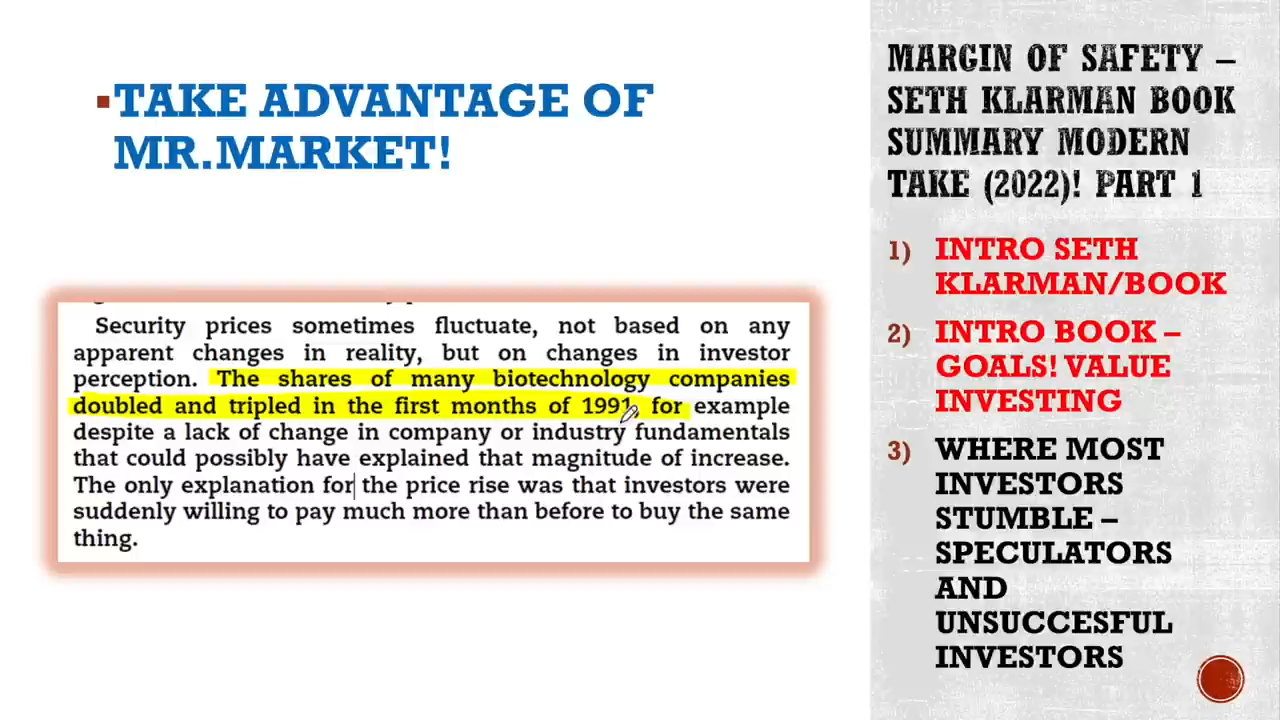 ▪TAKE ADVANTAGE OF
MR.MARKET!
Security prices sometimes fluctuate, not based on any
apparent changes in reality, but on changes in investor
perception. The shares of many biotechnology companies
doubled and tripled in the first months of 1991, for example
despite a lack of change in company or industry fundamentals
that could possibly have explained that magnitude of increase.
The only explanation for the price rise was that investors were
suddenly willing to pay much more than before to buy the same
thing.
MARGIN OF SAFETY –
SETH KLARMAN BOOK
SUMMARY MODERN
TAKE (2022)! PART 1
1) INTRO SETH
KLARMAN/BOOK
2) INTRO BOOK –
GOALS! VALUE
INVESTING
3) WHERE MOST
INVESTORS
STUMBLE –
SPECULATORS
AND
UNSUCCESFUL
INVESTORS